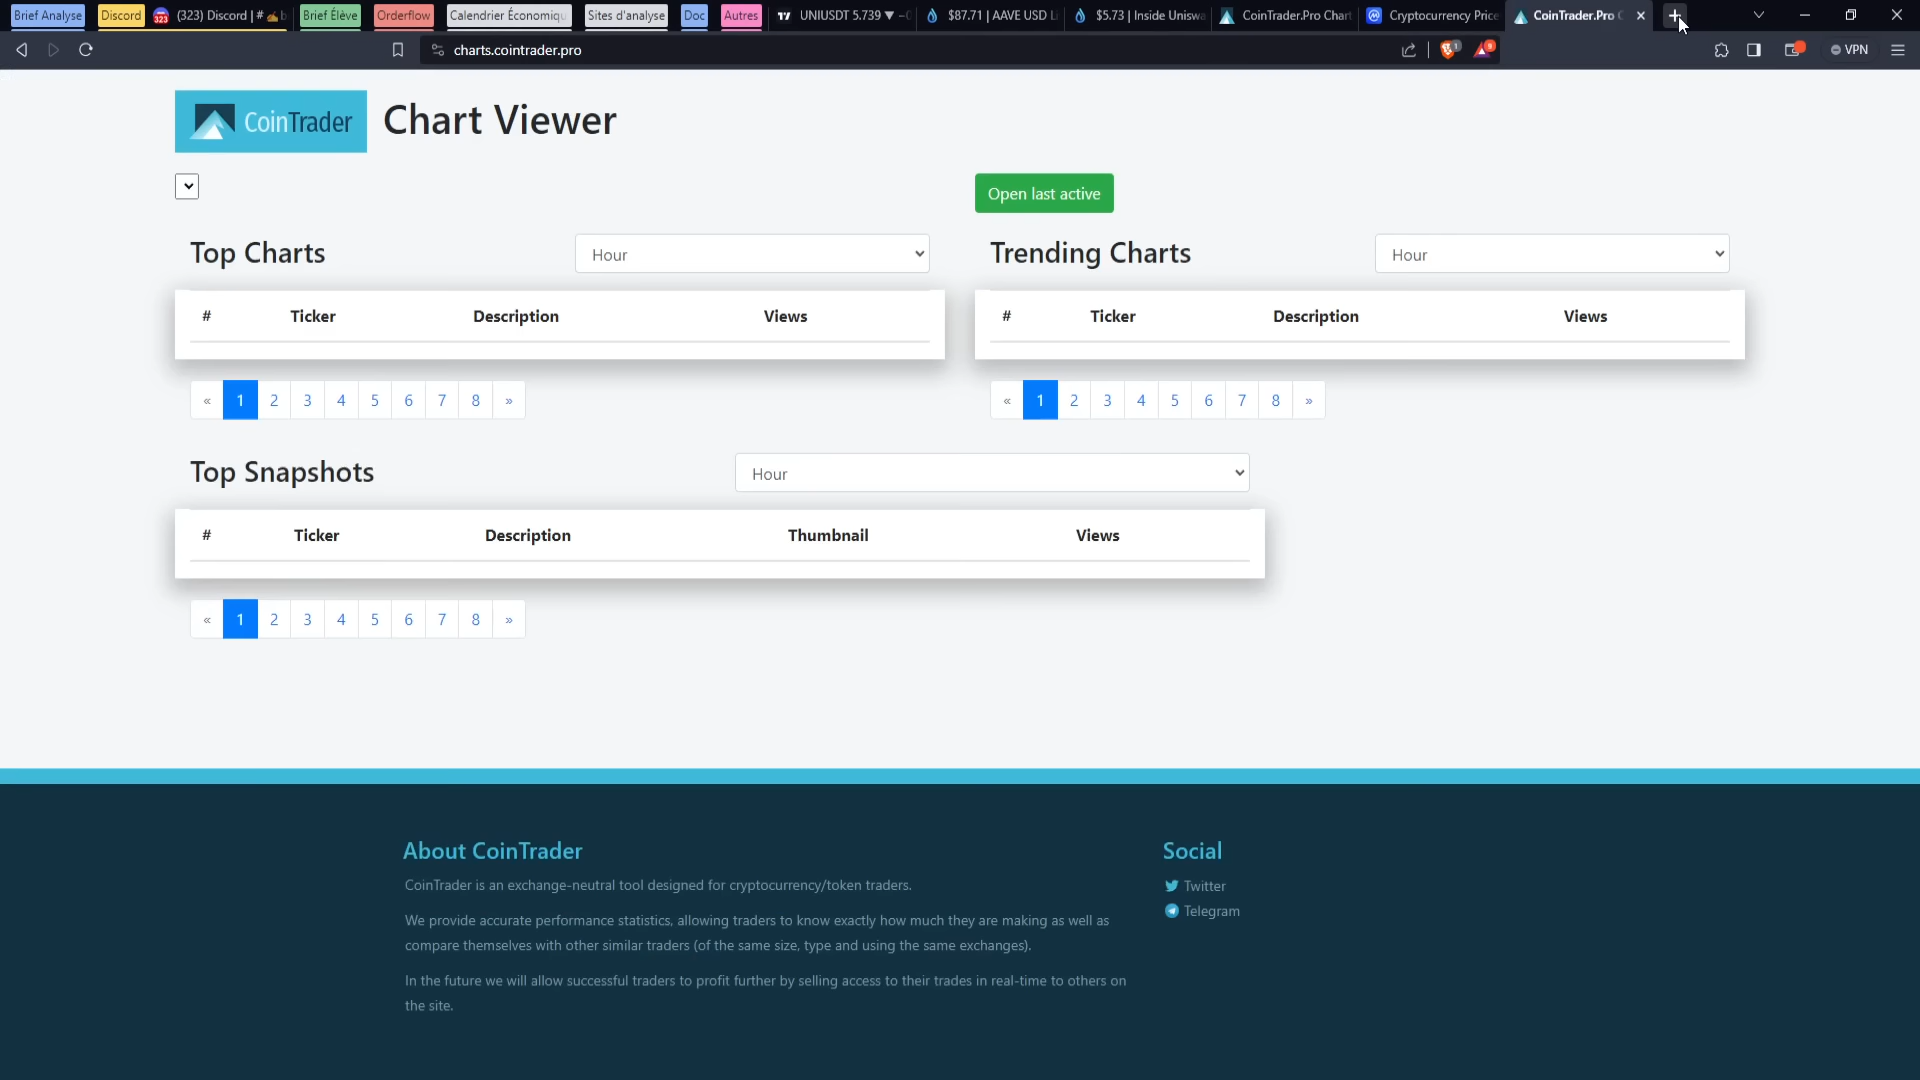 Brief Analyse
Discord
(323) Discord | #
Brief Élève
Orderflow
Calendrier Économiqu
Sites d'analyse
Doc
Autres
UNIUSDT 5.739 ▼
$87.71 | AAVE USD Li
$5.73 | Inside Uniswa
CoinTrader.Pro Chart
Cryptocurrency Price
CoinTrader.Pro C
charts.cointrader.pro
VPN
CoinTrader
Chart Viewer
Open last active
Top Charts
Hour
Trending Charts
Hour
# Ticker Description Views
# Ticker Description Views
« 1 2 3 4 5 6 7 8 »
« 1 2 3 4 5 6 7 8 »
Top Snapshots
Hour
# Ticker Description Thumbnail Views
« 1 2 3 4 5 6 7 8 »
About CoinTrader
CoinTrader is an exchange-neutral tool designed for cryptocurrency/token traders.
We provide accurate performance statistics, allowing traders to know exactly how much they are making as well as
compare themselves with other similar traders (of the same size, type and using the same exchanges).
In the future we will allow successful traders to profit further by selling access to their trades in real-time to others on
the site.
Social
Twitter
Telegram